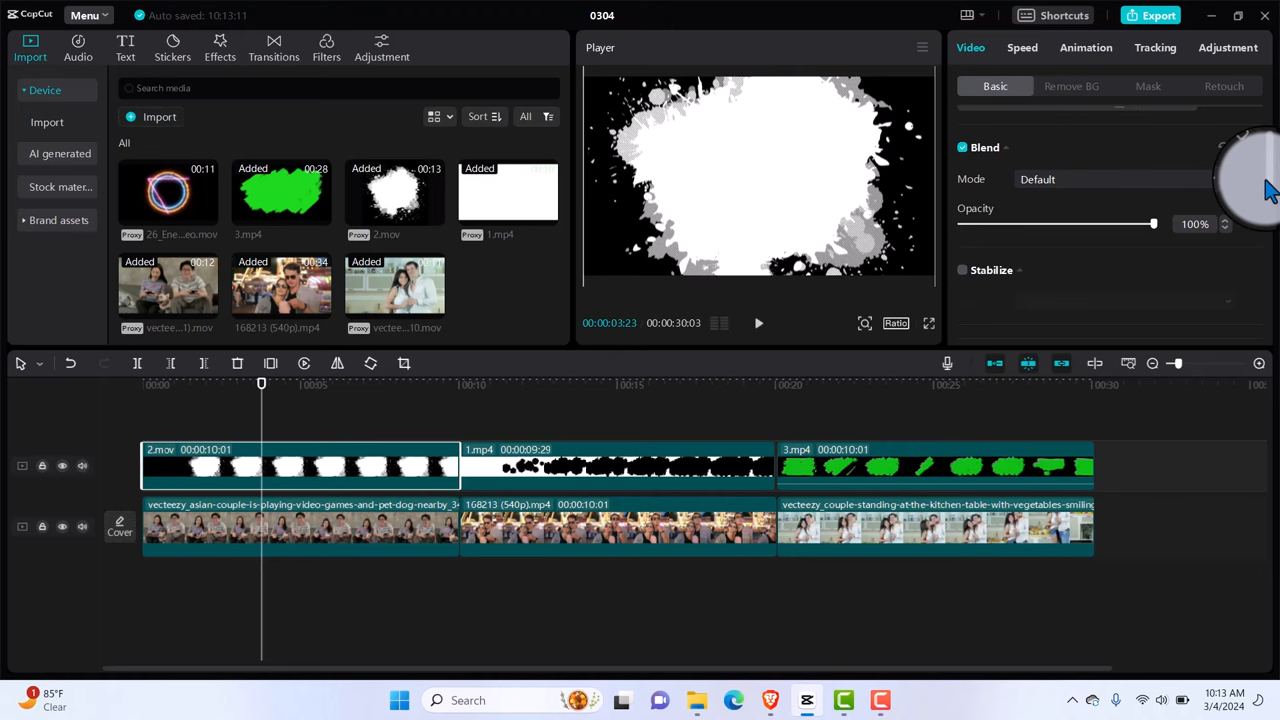 CapCut Menu Auto saved: 10:13:11 0304 Shortcuts Export
Import Audio Text Stickers Effects Transitions Filters Adjustment
Player
Video Speed Animation Tracking Adjustment
Device
Search media
Basic Remove BG Mask Retouch
Import
Import Sort All
All
AI generated
Stock mater...
Brand assets
00:11 Added 00:28 Added 00:13 Added
Proxy 26_Ene...eo.mov 3.mp4 Proxy 2.mov Proxy 1.mp4
Added 00:12 Added 00:34 Added
Proxy vectee...1).mov 168213 (540p).mp4 Proxy vectee...10.mov
Blend
Mode Default
Opacity
100%
Stabilize
00:00:03:23 00:00:30:03 Ratio
00:00 00:05 00:10 00:15 00:20 00:25 00:30
2.mov 00:00:10:01 1.mp4 00:00:09:29 3.mp4 00:00:10:01
Cover
vecteezy_asian-couple-is-playing-video-games-and-pet-dog-nearby_3 168213 (540p).mp4 00:00:10:01 vecteezy_couple-standing-at-the-kitchen-table-with-vegetables-smiling
1
85°F
Clear
Search
10:13 AM
3/4/2024